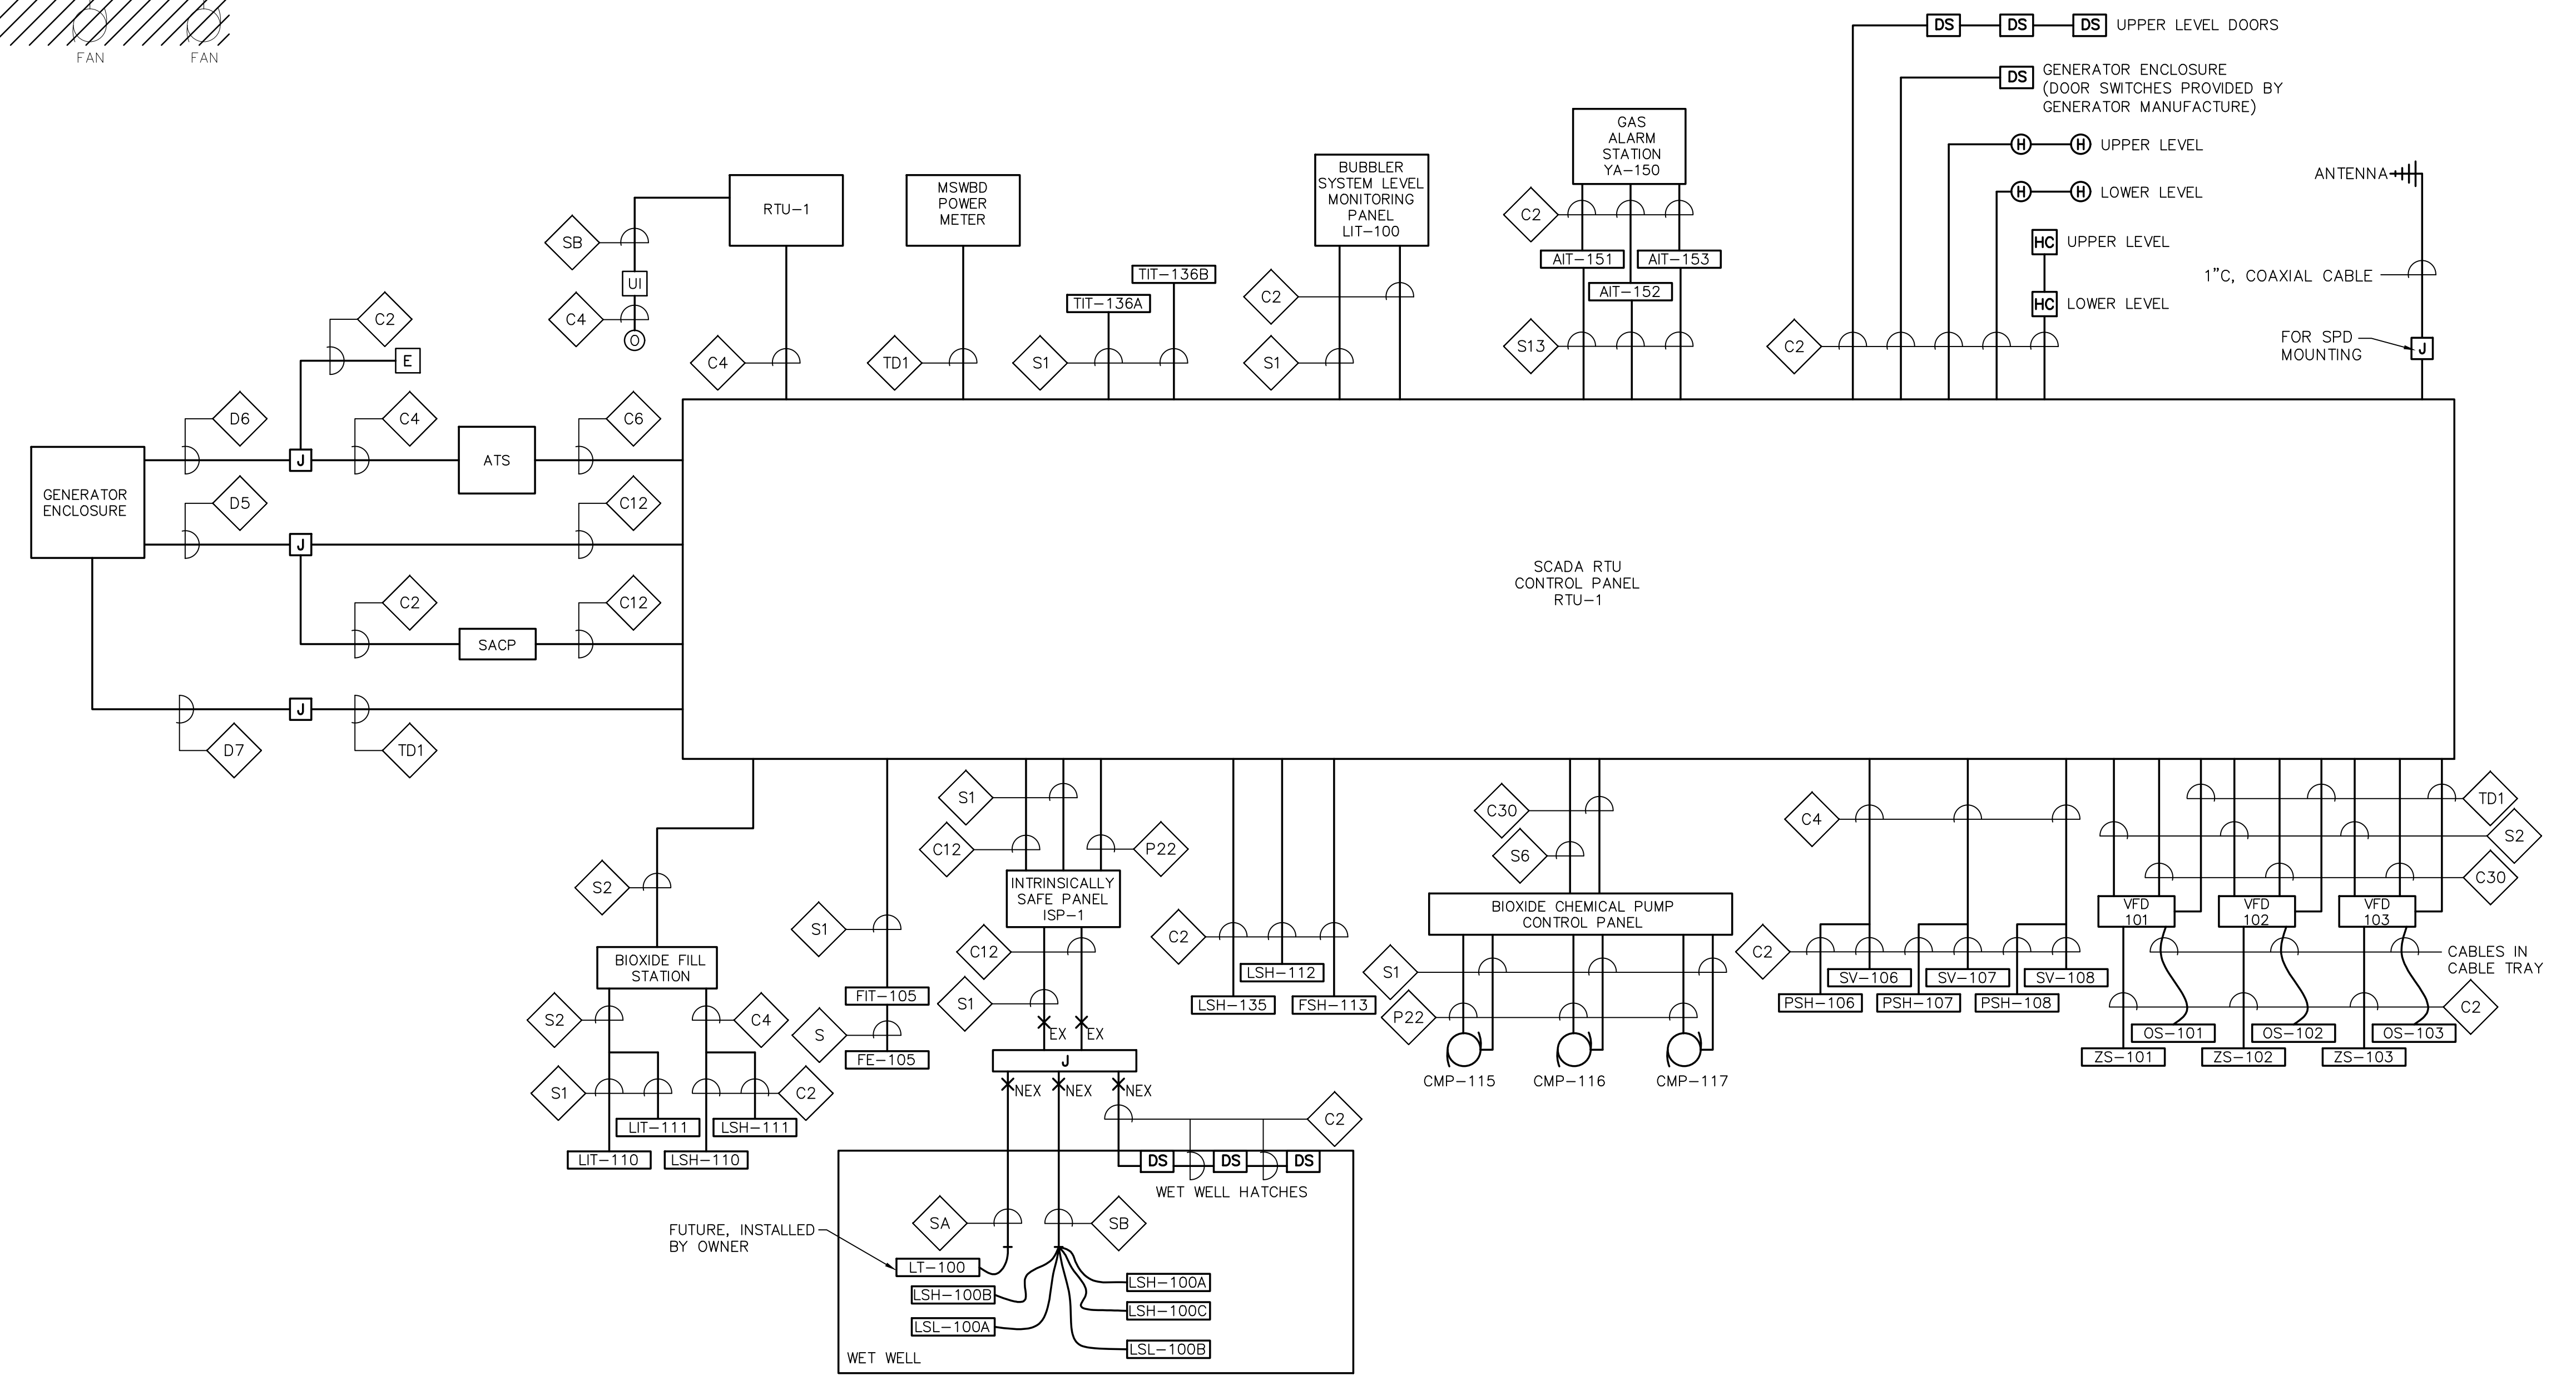 FAN
FAN
DS
DS
DS
UPPER LEVEL DOORS
DS
GENERATOR ENCLOSURE
(DOOR SWITCHES PROVIDED BY
GENERATOR MANUFACTURE)
H
H
UPPER LEVEL
H
H
LOWER LEVEL
HC
UPPER LEVEL
HC
LOWER LEVEL
C2
ANTENNA
1"C, COAXIAL CABLE
FOR SPD
MOUNTING
J
GAS
ALARM
STATION
YA-150
C2
AIT-151
AIT-153
AIT-152
S13
BUBBLER
SYSTEM LEVEL
MONITORING
PANEL
LIT-100
C2
S1
TIT-136B
TIT-136A
S1
MSWBD
POWER
METER
TD1
RTU-1
C4
SB
UI
C4
O
C2
E
D6
J
C4
ATS
C6
GENERATOR
ENCLOSURE
D5
J
C12
C2
SACP
C12
D7
J
TD1
SCADA RTU
CONTROL PANEL
RTU-1
S2
BIOXIDE FILL
STATION
S2
C4
S1
C2
LIT-111
LSH-111
LIT-110
LSH-110
S1
FIT-105
S
FE-105
S1
C12
P22
INTRINSICALLY
SAFE PANEL
ISP-1
C12
S1
EX
EX
J
NEX
NEX
NEX
C2
DS
DS
DS
WET WELL HATCHES
SA
SB
FUTURE, INSTALLED
BY OWNER
LT-100
LSH-100B
LSL-100A
LSH-100A
LSH-100C
LSL-100B
WET WELL
C2
LSH-112
LSH-135
FSH-113
C30
S6
BIOXIDE CHEMICAL PUMP
CONTROL PANEL
S1
P22
CMP-115
CMP-116
CMP-117
C4
C2
SV-106
SV-107
SV-108
PSH-106
PSH-107
PSH-108
TD1
S2
C30
VFD
101
VFD
102
VFD
103
CABLES IN
CABLE TRAY
C2
OS-101
OS-102
OS-103
ZS-101
ZS-102
ZS-103